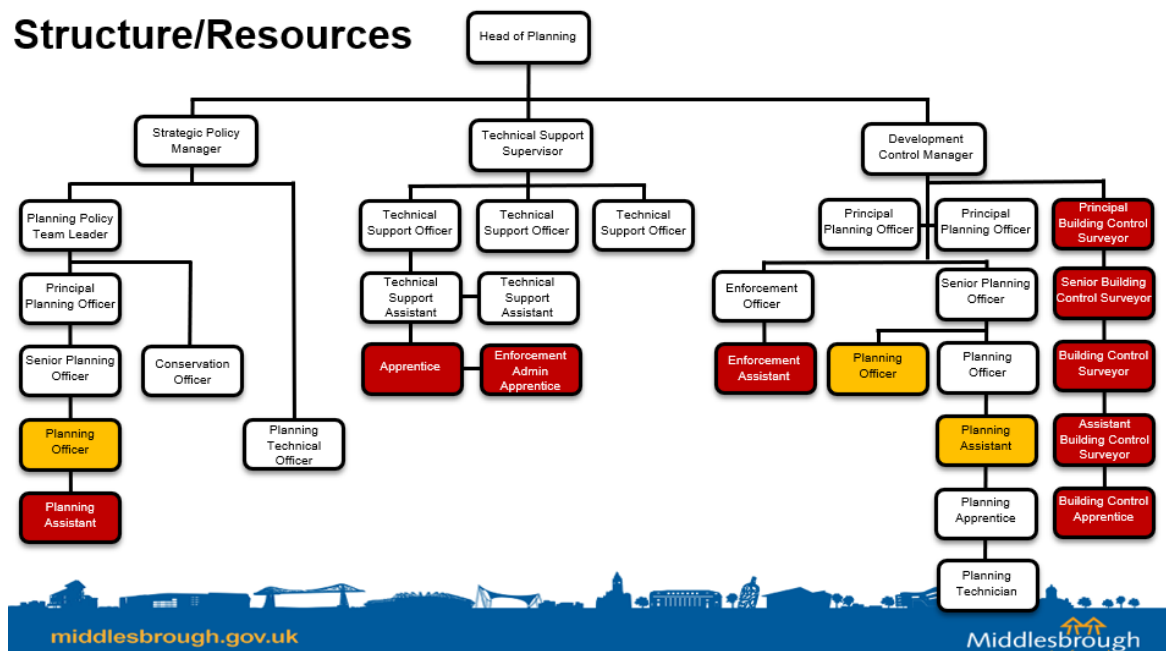 Structure/Resources
Head of Planning
Strategic Policy
Manager
Technical Support
Supervisor
Development
Control Manager
Planning Policy
Team Leader
Technical
Support Officer
Technical
Support Officer
Technical
Support Officer
Principal
Planning Officer
Principal
Planning Officer
Principal
Building Control
Surveyor
Principal
Planning Officer
Technical
Support
Assistant
Technical
Support
Assistant
Enforcement
Officer
Senior Planning
Officer
Senior Building
Control Surveyor
Senior Planning
Officer
Conservation
Officer
Apprentice
Enforcement
Admin
Apprentice
Enforcement
Assistant
Planning
Officer
Planning
Officer
Building Control
Surveyor
Planning
Officer
Planning
Technical
Officer
Planning
Assistant
Assistant
Building Control
Surveyor
Planning
Assistant
Planning
Apprentice
Building Control
Apprentice
Planning
Technician
middlesbrough.gov.uk
Middlesbrough